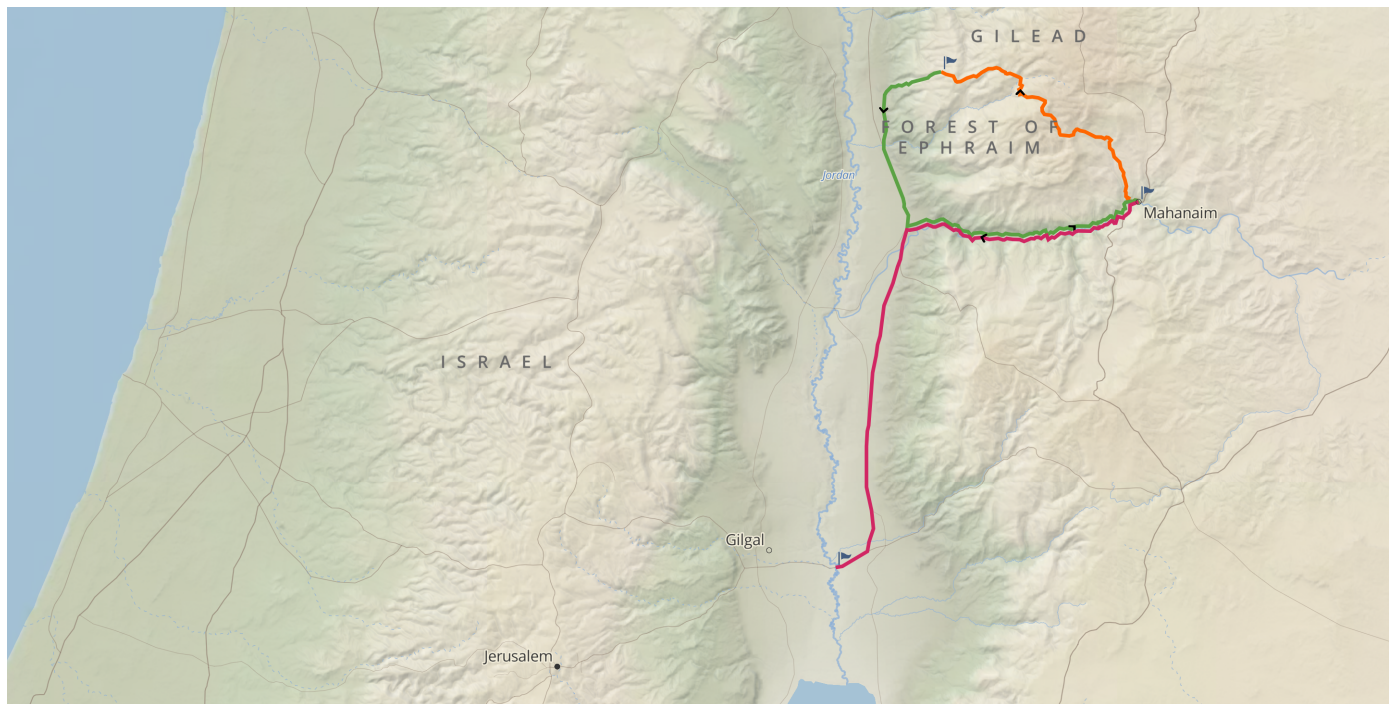 GILEAD
FOREST OF
EPHRAIM
Jordan
Mahanaim
ISRAEL
Gilgal
Jerusalem